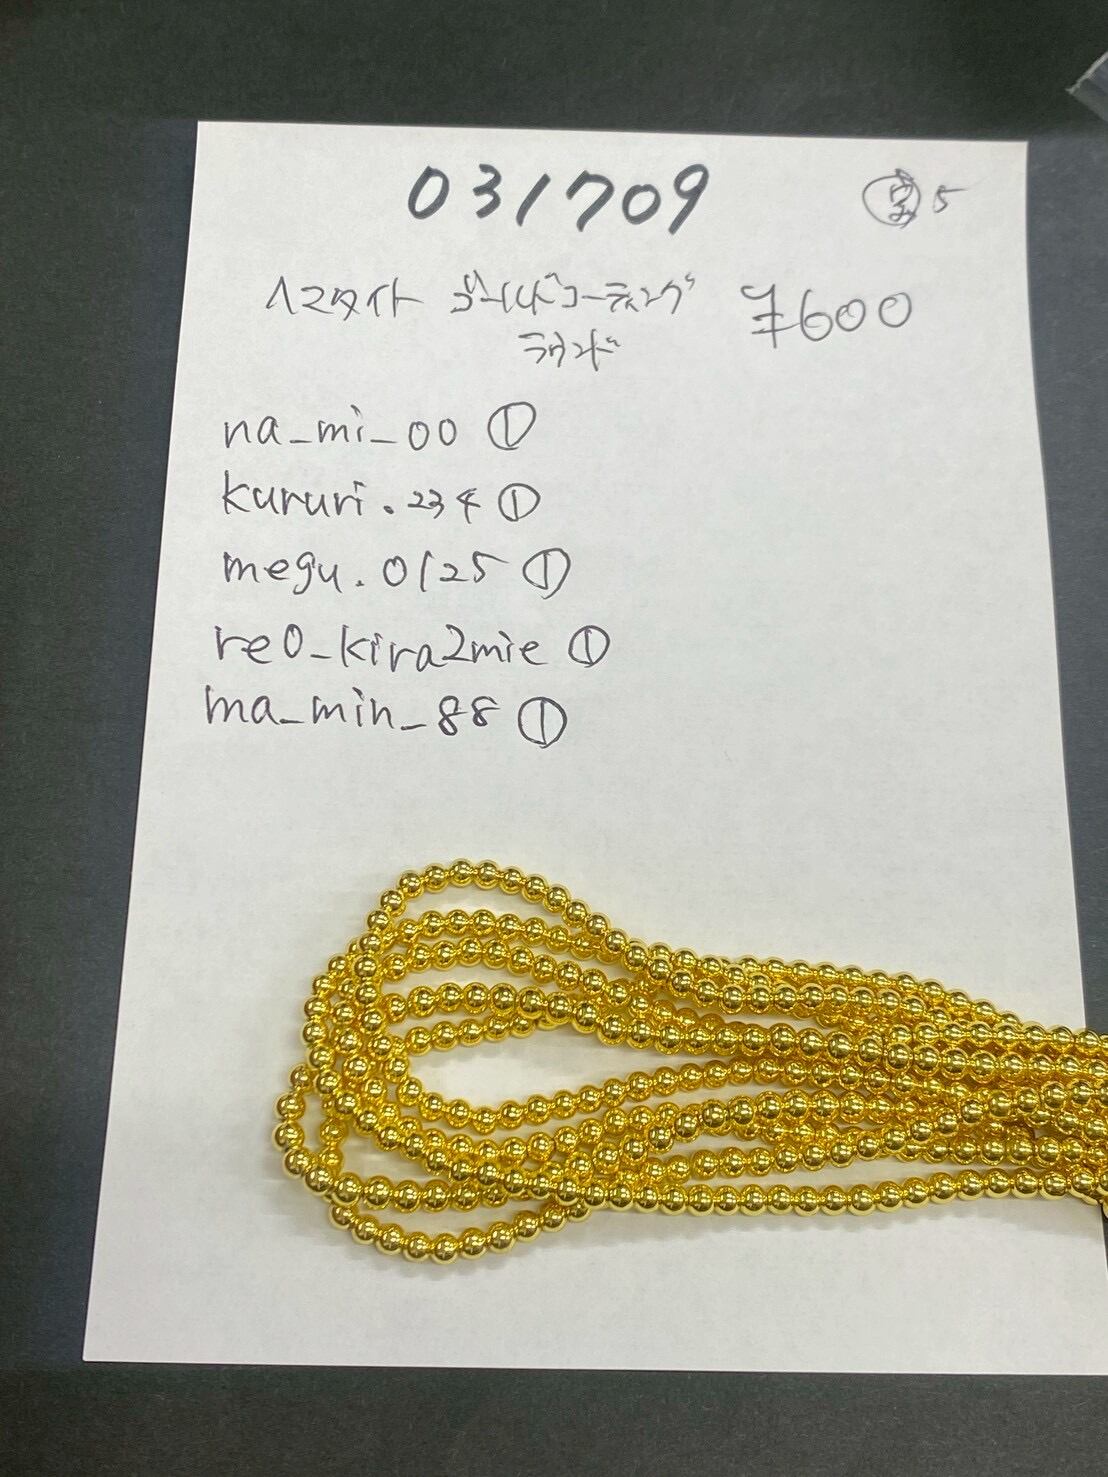 031709
5
ヘマタイト ゴールドコーティング ¥600
ラウンド
na_mi_00 ①
kururi.234 ①
megu.0125 ①
re0_kira2mie ①
ma_min_88 ①